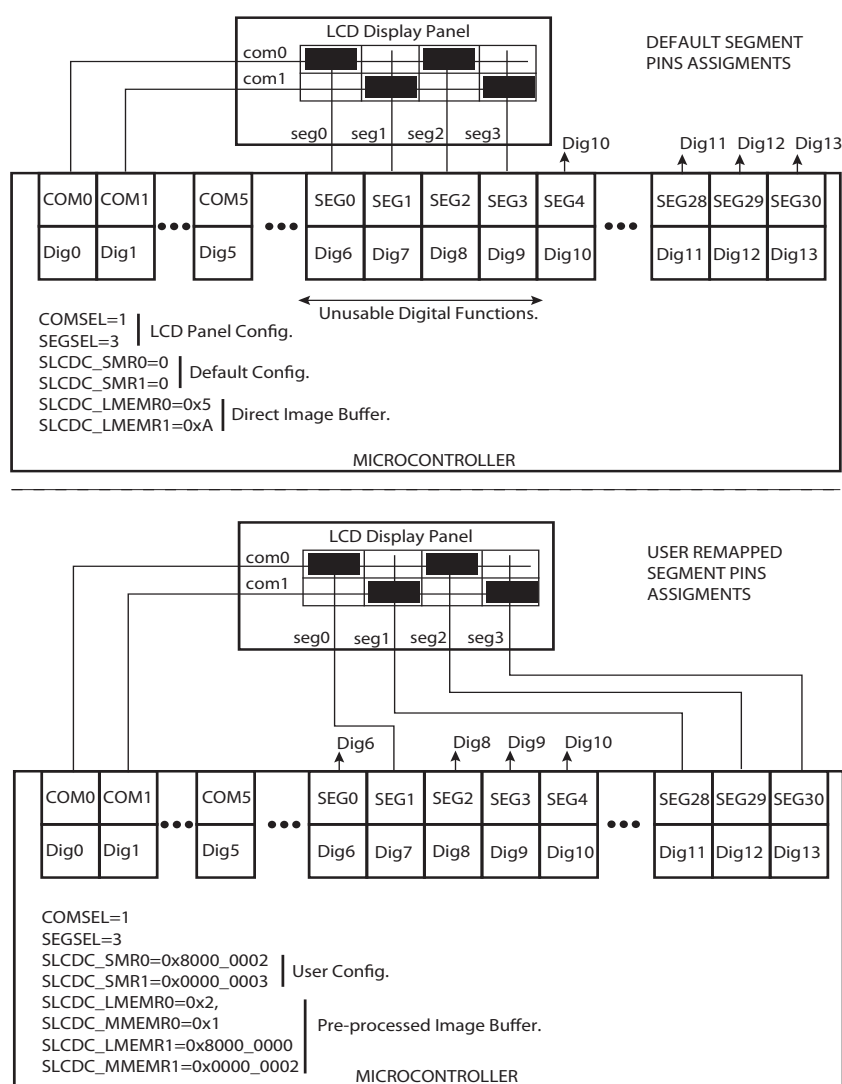 LCD Display Panel
DEFAULT SEGMENT
PINS ASSIGMENTS
com0
com1
seg0 seg1 seg2 seg3
Dig10 Dig11 Dig12 Dig13
COM0 COM1 COM5 SEG0 SEG1 SEG2 SEG3 SEG4 SEG28 SEG29 SEG30
Dig0 Dig1 Dig5 Dig6 Dig7 Dig8 Dig9 Dig10 Dig11 Dig12 Dig13
Unusable Digital Functions.
COMSEL=1
SEGSEL=3
LCD Panel Config.
SLCDC_SMR0=0
SLCDC_SMR1=0
Default Config.
SLCDC_LMEMR0=0x5
SLCDC_LMEMR1=0xA
Direct Image Buffer.
MICROCONTROLLER
LCD Display Panel
USER REMAPPED
SEGMENT PINS
ASSIGMENTS
com0
com1
seg0 seg1 seg2 seg3
Dig6 Dig8 Dig9 Dig10
COM0 COM1 COM5 SEG0 SEG1 SEG2 SEG3 SEG4 SEG28 SEG29 SEG30
Dig0 Dig1 Dig5 Dig6 Dig7 Dig8 Dig9 Dig10 Dig11 Dig12 Dig13
COMSEL=1
SEGSEL=3
SLCDC_SMR0=0x8000_0002
SLCDC_SMR1=0x0000_0003
User Config.
SLCDC_LMEMR0=0x2,
SLCDC_MMEMR0=0x1
SLCDC_LMEMR1=0x8000_0000
SLCDC_MMEMR1=0x0000_0002
Pre-processed Image Buffer.
MICROCONTROLLER